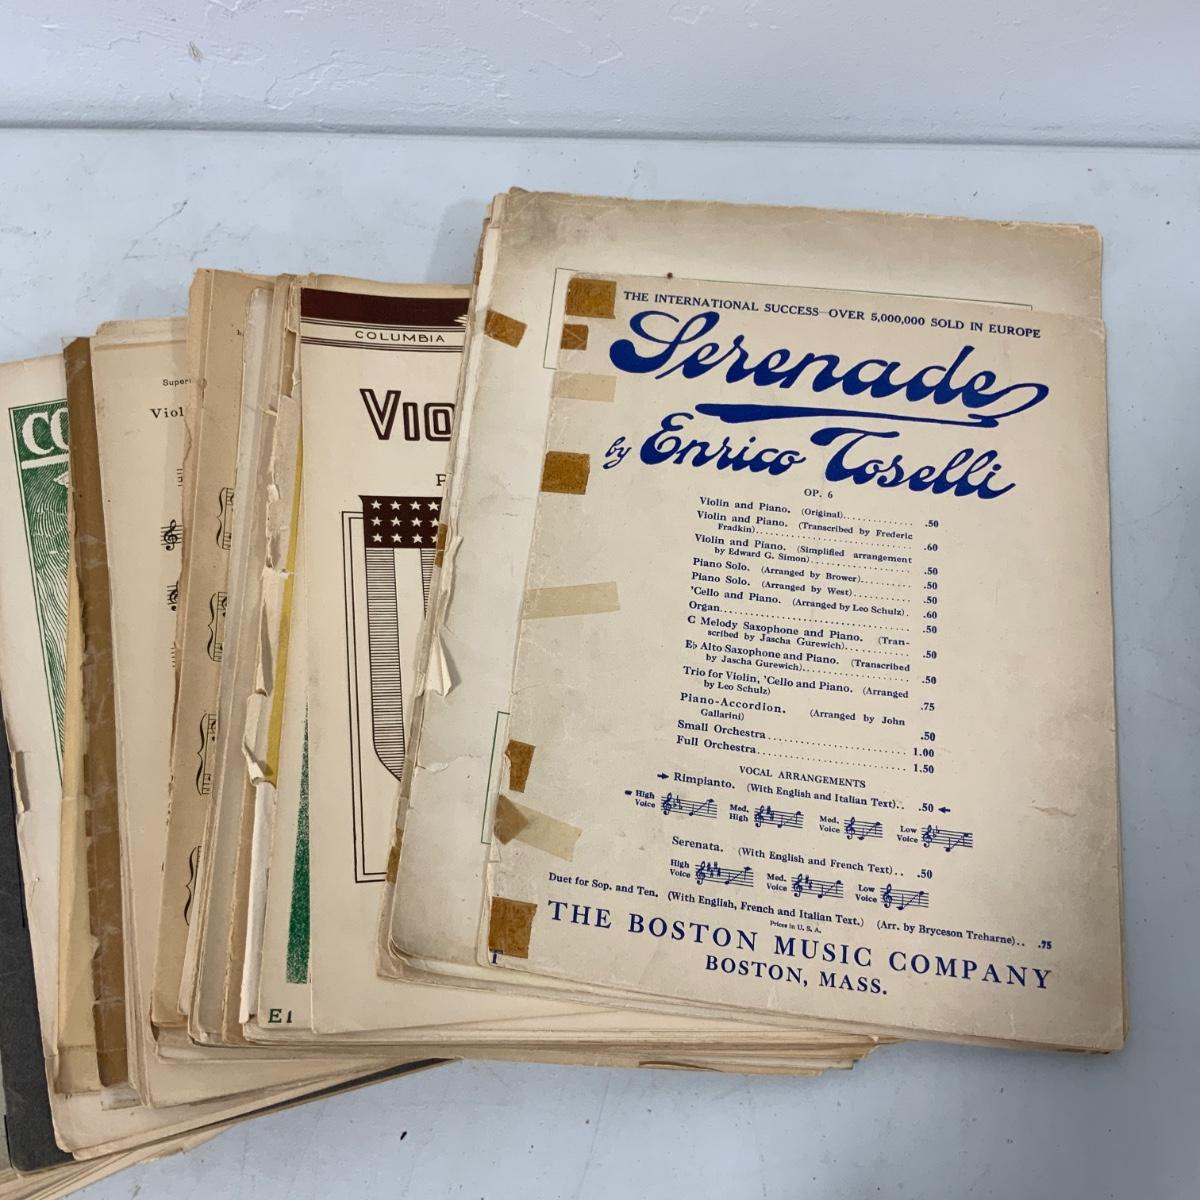 THE INTERNATIONAL SUCCESS—OVER 5,000,000 SOLD IN EUROPE
Serenade
by Enrico Toselli
OP. 6
Violin and Piano. (Original)............. .50
Violin and Piano. (Transcribed by Frederic
Fradkin)............................... .60
Violin and Piano. (Simplified arrangement
by Edward G. Simon).................... .50
Piano Solo. (Arranged by Brower).......... .50
Piano Solo. (Arranged by West)............ .50
'Cello and Piano. (Arranged by Leo Schulz). .60
Organ.................................... .50
C Melody Saxophone and Piano. (Tran-
scribed by Jascha Gurewich)............. .50
E♭ Alto Saxophone and Piano. (Transcribed
by Jascha Gurewich)..................... .50
Trio for Violin, 'Cello and Piano. (Arranged
by Leo Schulz) .75
Piano-Accordion. (Arranged by John
Gallarini) .50
Small Orchestra.......................... 1.00
Full Orchestra........................... 1.50
VOCAL ARRANGEMENTS
Rimpianto. (With English and Italian Text).. .50
High Voice Med. High Med. Voice Low Voice
Serenata. (With English and French Text).. .50
High Voice Med. Voice Low Voice
Duet for Sop. and Ten. (With English, French and Italian Text.) (Arr. by Bryceson Treharne).. .75
Prices in U. S. A.
THE BOSTON MUSIC COMPANY
BOSTON, MASS.
COLUMBIA
VIO
P
E1
Super
Viol
CO